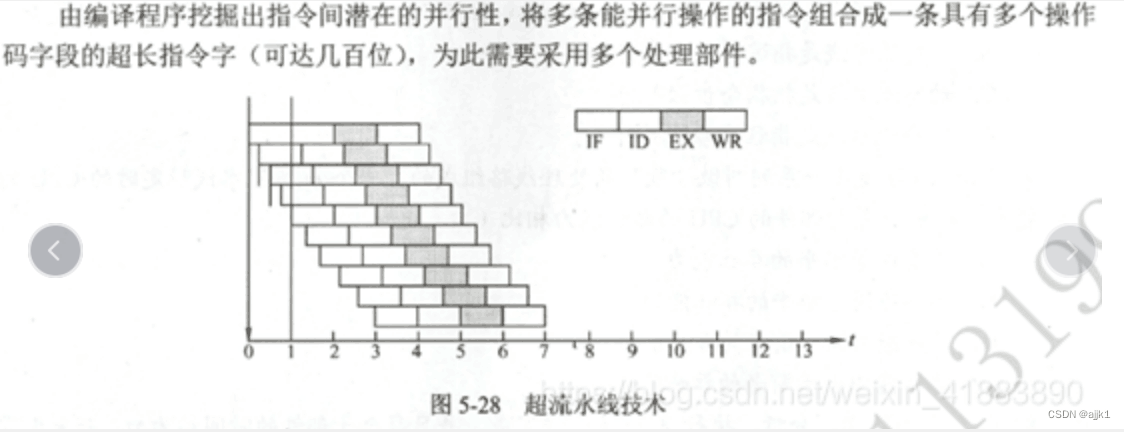 由编译程序挖掘出指令间潜在的并行性，将多条能并行操作的指令组合成一条具有多个操作
码字段的超长指令字（可达几百位），为此需要采用多个处理部件。
IF ID EX WR
0 1 2 3 4 5 6 7 8 9 10 11 12 13 t
图 5-28 超流水线技术
https://blog.csdn.net/weixin_41883890
CSDN @ajjk1